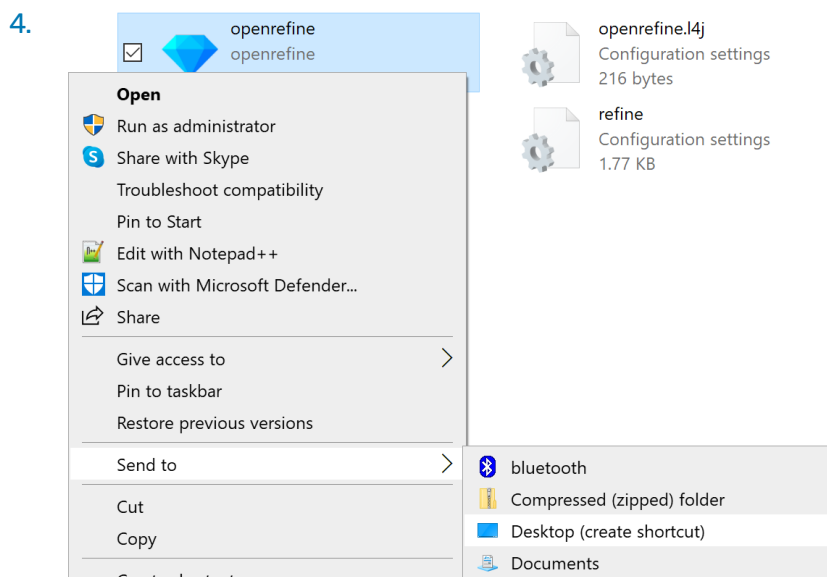 4.
openrefine
openrefine
openrefine.l4j
Configuration settings
216 bytes
refine
Configuration settings
1.77 KB
Open
Run as administrator
Share with Skype
Troubleshoot compatibility
Pin to Start
Edit with Notepad++
Scan with Microsoft Defender...
Share
Give access to
Pin to taskbar
Restore previous versions
Send to
Cut
Copy
bluetooth
Compressed (zipped) folder
Desktop (create shortcut)
Documents